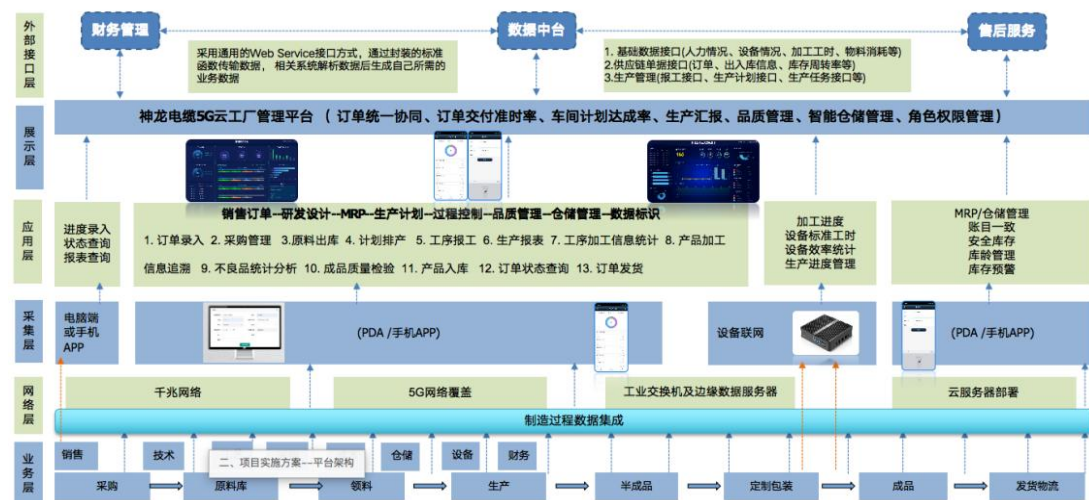 外部接口层
财务管理
数据中台
售后服务
采用通用的Web Service接口方式，通过封装的标准
函数传输数据， 相关系统解析数据后生成自己所需的
业务数据
1. 基础数据接口(人力情况、设备情况、加工工时、物料消耗等)
2.供应链单据接口(订单、出入库信息、库存周转率等)
3.生产管理(报工接口、生产计划接口、生产任务接口等)
展示层
神龙电缆5G云工厂管理平台 （ 订单统一协同、订单交付准时率、车间计划达成率、生产汇报、品质管理、智能仓储管理、角色权限管理）
应用层
进度录入
状态查询
报表查询
销售订单--研发设计--MRP--生产计划--过程控制--品质管理--仓储管理--数据标识
1. 订单录入 2. 采购管理 3.原料出库 4. 计划排产 5. 工序报工 6. 生产报表 7. 工序加工信息统计 8. 产品加工
信息追溯 9. 不良品统计分析 10. 成品质量检验 11. 产品入库 12. 订单状态查询 13. 订单发货
加工进度
设备标准工时
设备效率统计
生产进度管理
MRP/仓储管理
账目一致
安全库存
库龄管理
库存预警
采集层
电脑端
或手机
APP
(PDA /手机APP)
设备联网
(PDA /手机APP)
网络层
千兆网络
5G网络覆盖
工业交换机及边缘数据服务器
云服务器部署
制造过程数据集成
业务层
销售
技术
仓储
设备
财务
二、项目实施方案--平台架构
采购
原料库
领料
生产
半成品
定制包装
成品
发货物流